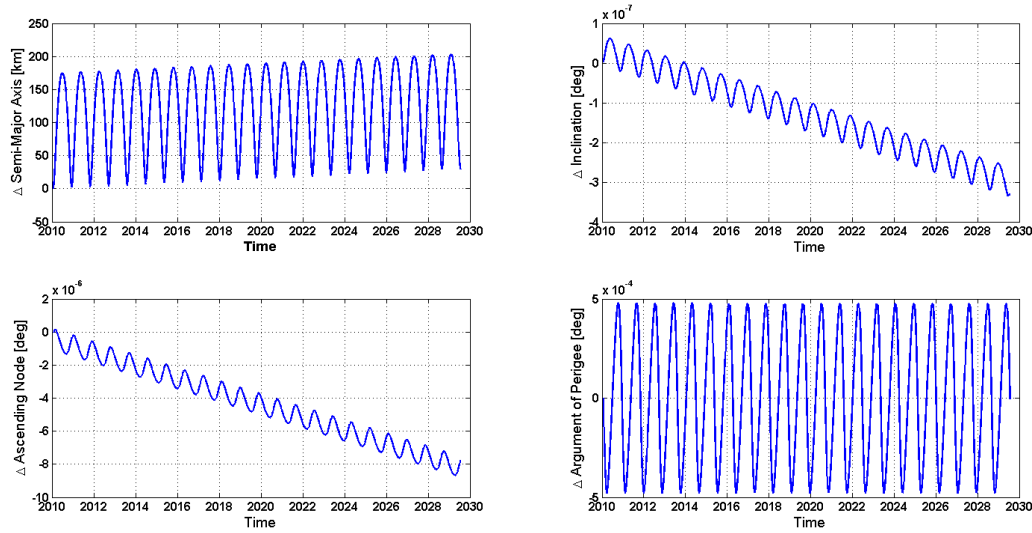 250
200
150
100
50
0
-50
Δ Semi-Major Axis [km]
2010 2012 2014 2016 2018 2020 2022 2024 2026 2028 2030
Time
x 10⁻⁷
1
0
-1
-2
-3
-4
Δ Inclination [deg]
2010 2012 2014 2016 2018 2020 2022 2024 2026 2028 2030
Time
x 10⁻⁶
2
0
-2
-4
-6
-8
-10
Δ Ascending Node [deg]
2010 2012 2014 2016 2018 2020 2022 2024 2026 2028 2030
Time
x 10⁻⁴
5
0
-5
Δ Argument of Perigee [deg]
2010 2012 2014 2016 2018 2020 2022 2024 2026 2028 2030
Time